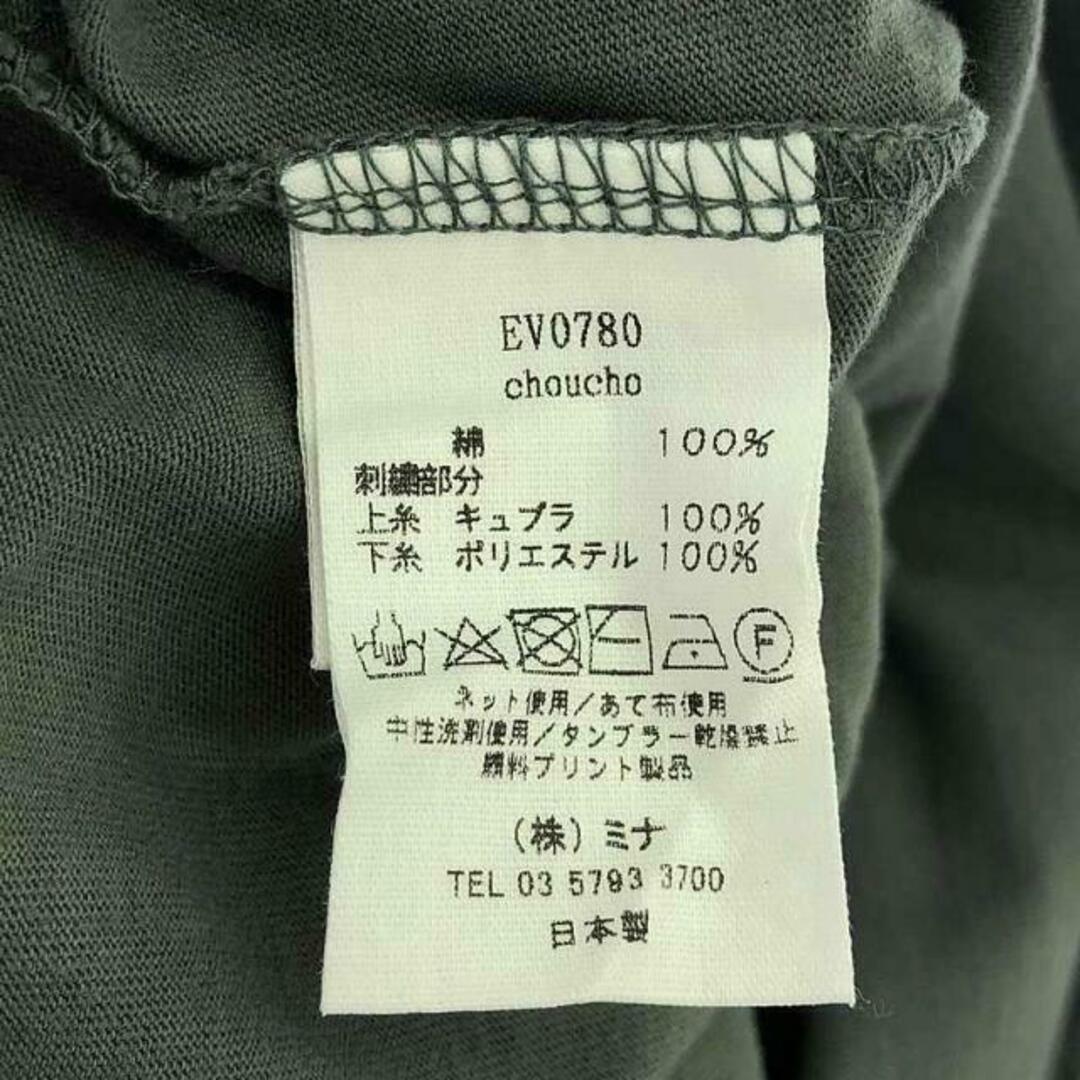 EV0780
choucho
綿 100%
刺繍部分
上糸 キュプラ 100%
下糸 ポリエステル 100%
F
ネット使用/あて布使用
中性洗剤使用/タンブラー乾燥禁止
顔料プリント製品
(株)ミナ
TEL 03 5793 3700
日本製